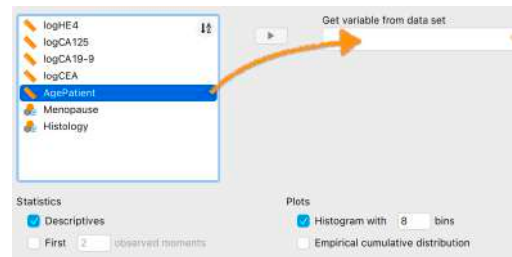 logHE4
logCA125
logCA19-9
logCEA
AgePatient
Menopause
Histology
Get variable from data set
Statistics
Descriptives
First 2 observed moments
Plots
Histogram with 8 bins
Empirical cumulative distribution